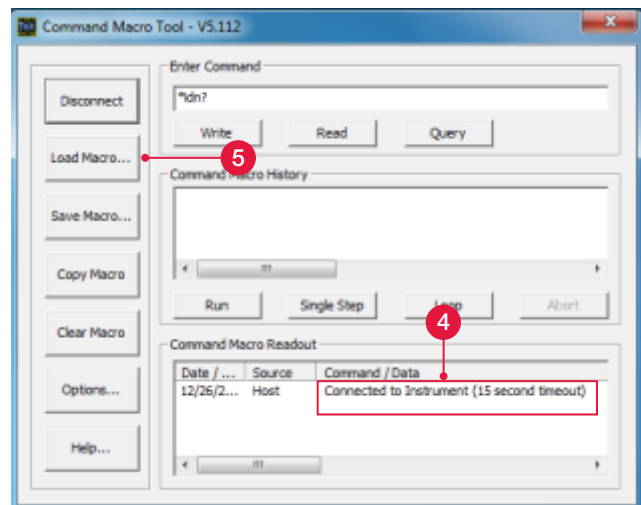 Tek Command Macro Tool - V5.112
Disconnect
Load Macro...
Save Macro...
Copy Macro
Clear Macro
Options...
Help...
Enter Command
*idn?
Write Read Query
5
Command Macro History
Run Single Step Loop Abort
4
Command Macro Readout
Date / ... Source Command / Data
12/26/2... Host Connected to Instrument (15 second timeout)